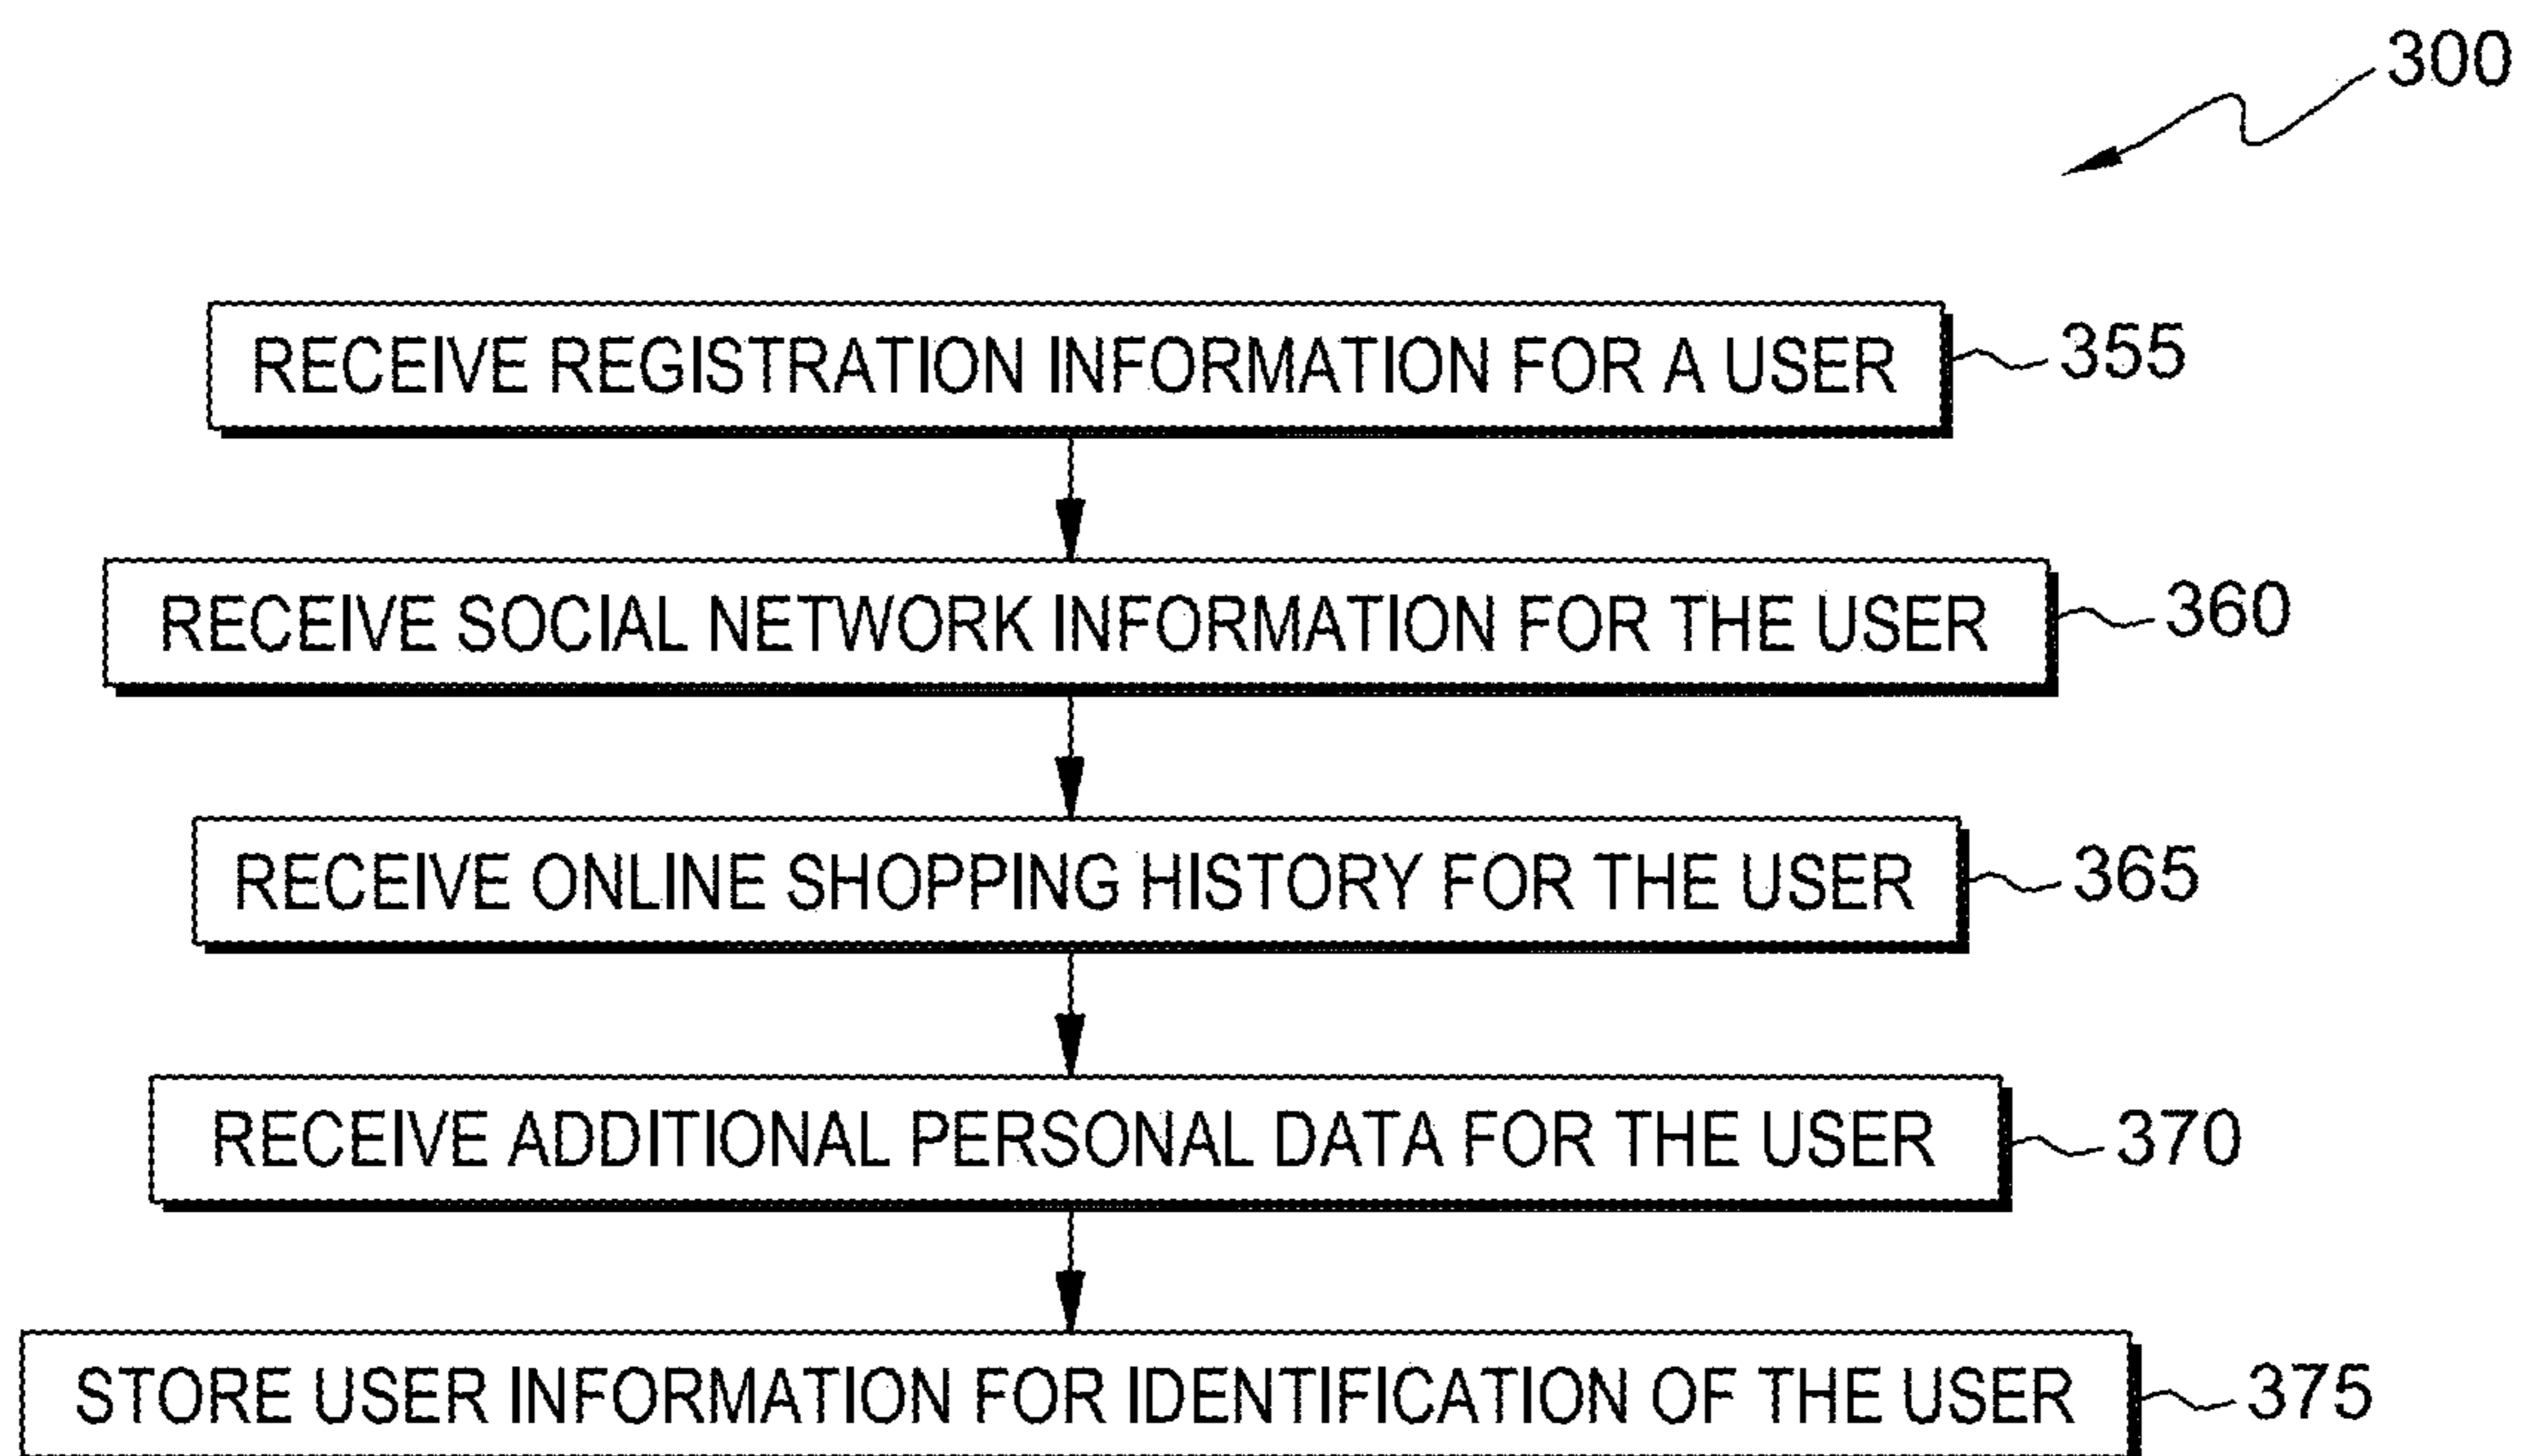 300
RECEIVE REGISTRATION INFORMATION FOR A USER 355
RECEIVE SOCIAL NETWORK INFORMATION FOR THE USER 360
RECEIVE ONLINE SHOPPING HISTORY FOR THE USER 365
RECEIVE ADDITIONAL PERSONAL DATA FOR THE USER 370
STORE USER INFORMATION FOR IDENTIFICATION OF THE USER 375